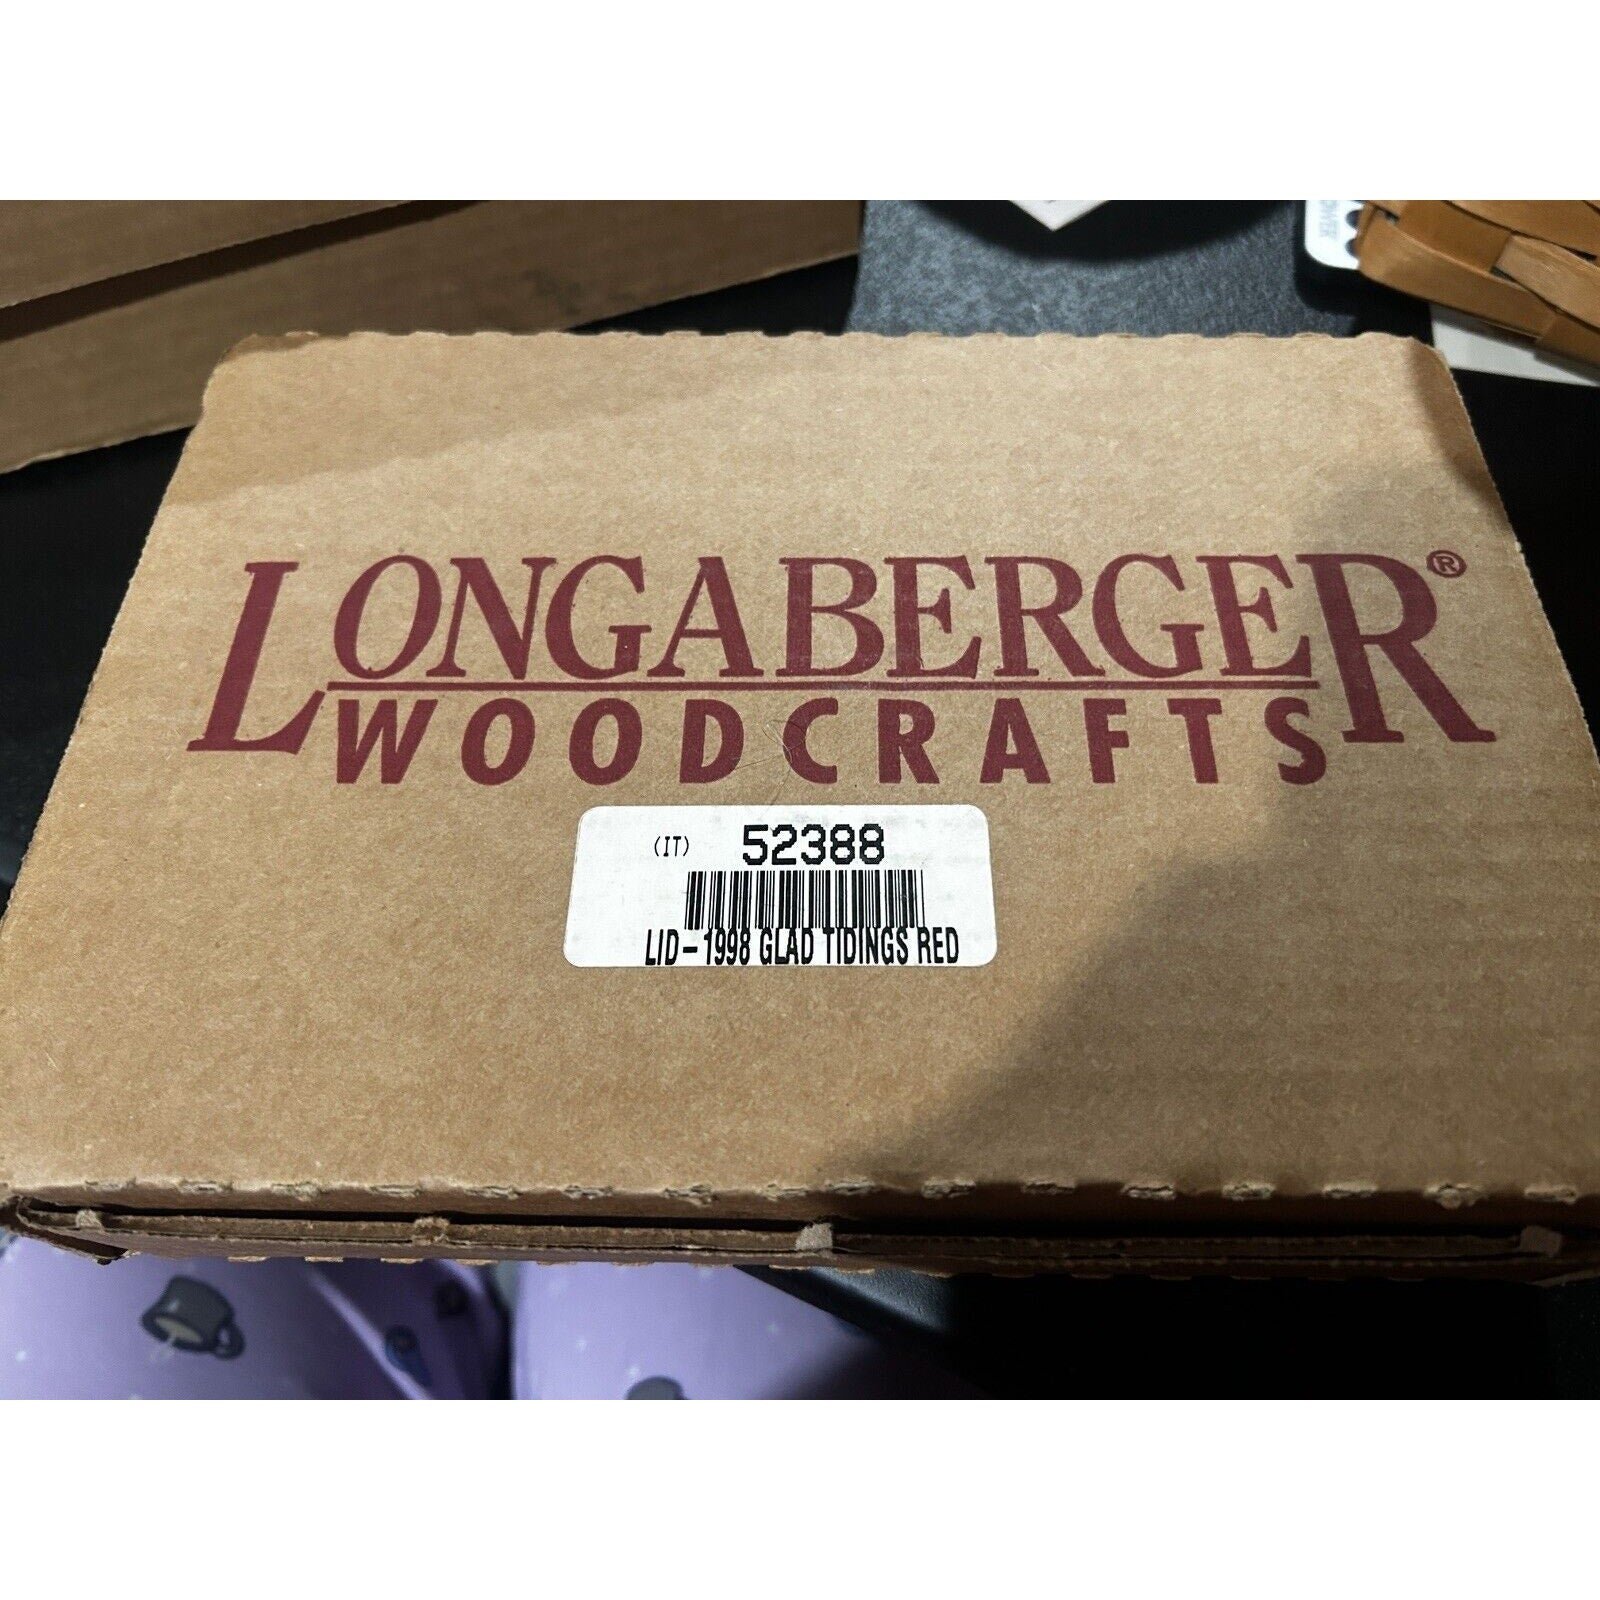 LONGABERGER®
WOODCRAFTS
(IT) 52388
LID-1998 GLAD TIDINGS RED